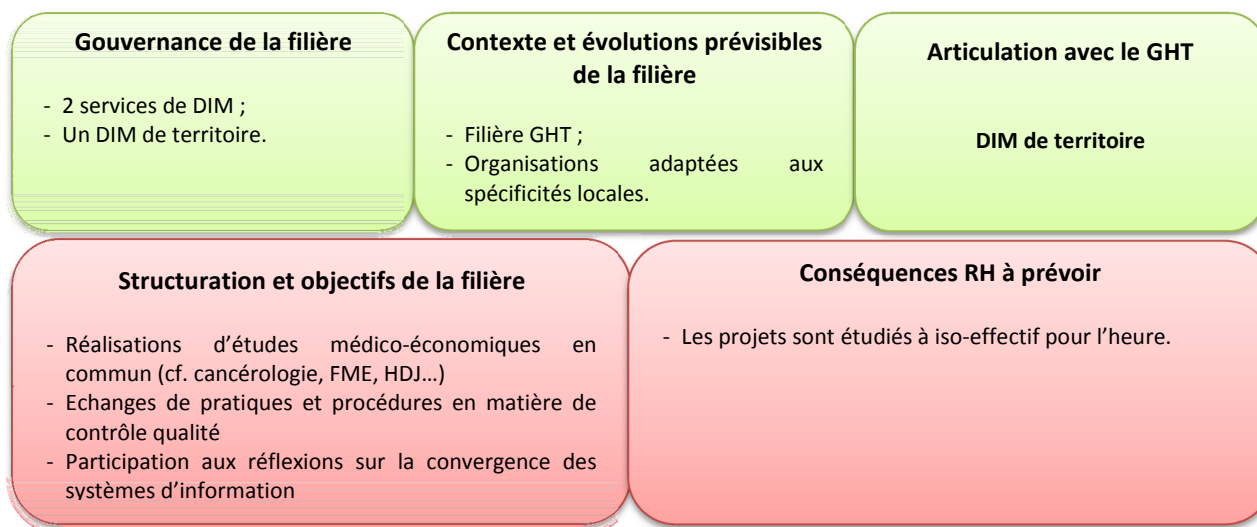 Gouvernance de la filière
- 2 services de DIM ;
- Un DIM de territoire.
Contexte et évolutions prévisibles
de la filière
- Filière GHT ;
- Organisations adaptées aux
spécificités locales.
Articulation avec le GHT
DIM de territoire
Structuration et objectifs de la filière
- Réalisations d'études médico-économiques en
commun (cf. cancérologie, FME, HDJ…)
- Echanges de pratiques et procédures en matière de
contrôle qualité
- Participation aux réflexions sur la convergence des
systèmes d'information
Conséquences RH à prévoir
- Les projets sont étudiés à iso-effectif pour l'heure.